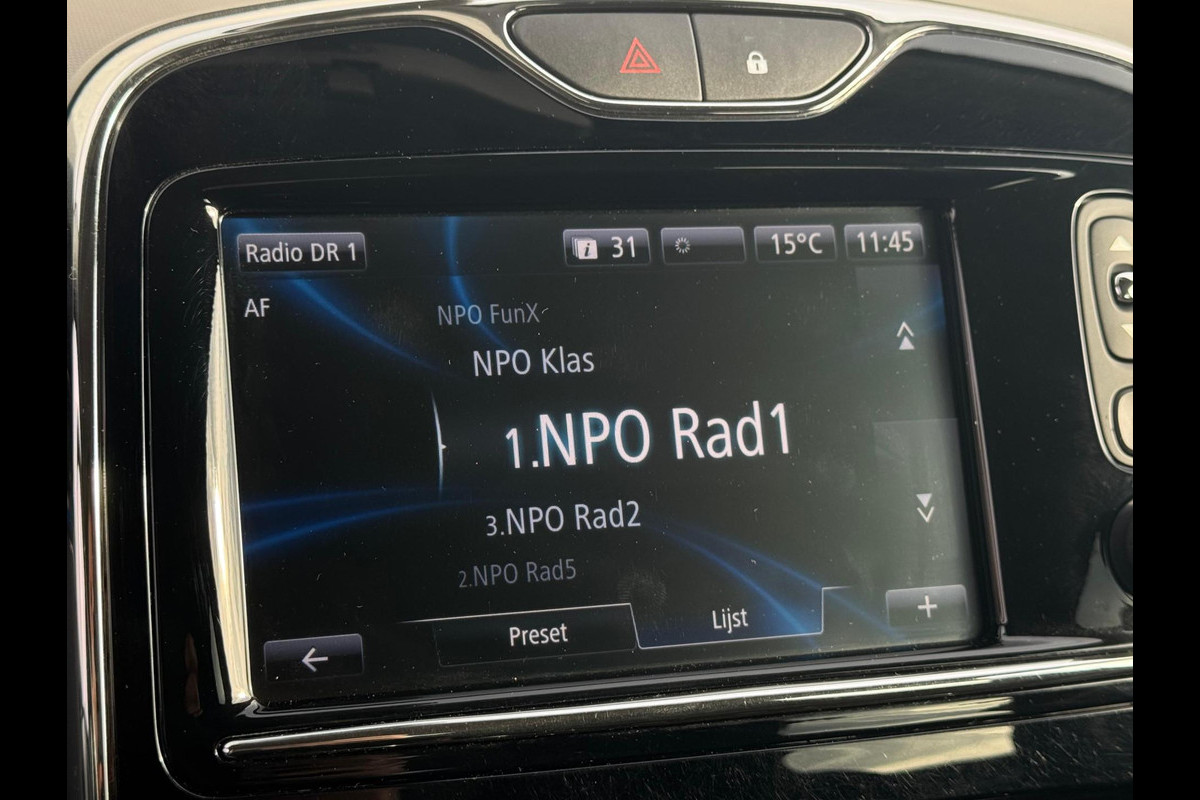 Radio DR 1
i 31
15°C
11:45
AF
NPO FunX
NPO Klas
1.NPO Rad1
3.NPO Rad2
2.NPO Rad5
Preset
Lijst
+